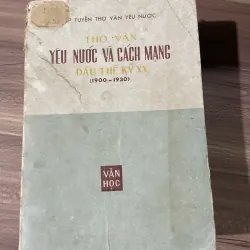 TUYỂN THƠ VĂN YÊU NƯỚC
THƠ VĂN
YÊU NƯỚC VÀ CÁCH MẠNG
ĐẦU THẾ KỶ XX
(1900-1930)
VĂN
HỌC